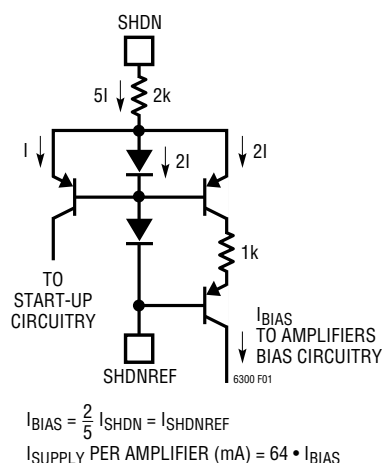 SHDN
5I
2k
I
2I
2I
1k
TO
START-UP
CIRCUITRY
I_BIAS
TO AMPLIFIERS
BIAS CIRCUITRY
SHDNREF
6300 F01
I_BIAS = 2/5 I_SHDN = I_SHDNREF
I_SUPPLY PER AMPLIFIER (mA) = 64 • I_BIAS